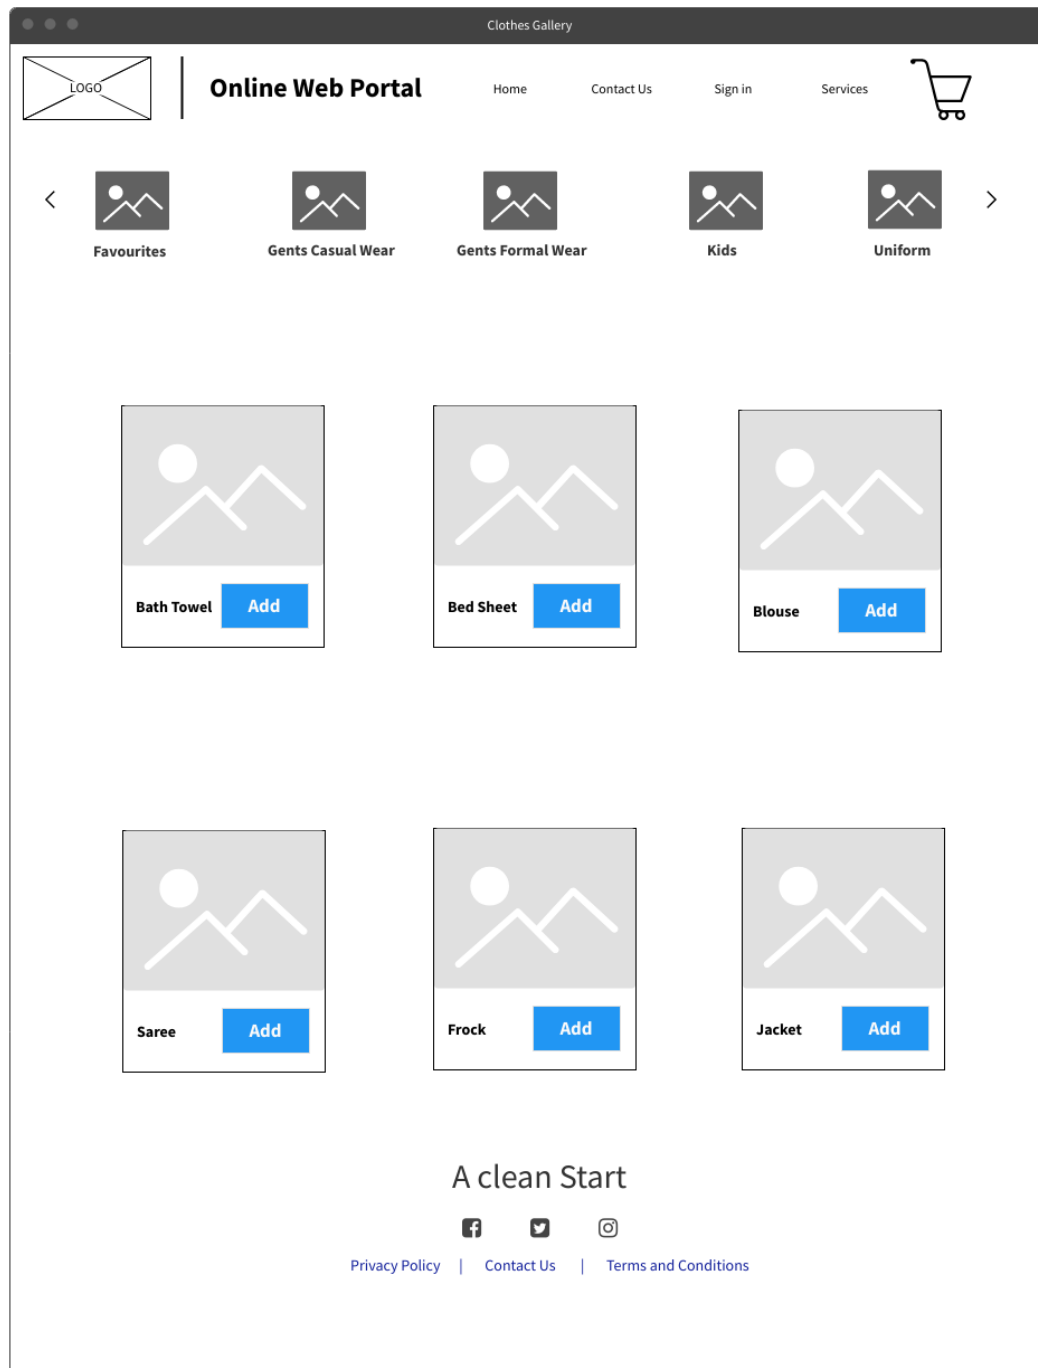 Clothes Gallery
LOGO
Online Web Portal
Home
Contact Us
Sign in
Services
Favourites
Gents Casual Wear
Gents Formal Wear
Kids
Uniform
Bath Towel
Add
Bed Sheet
Add
Blouse
Add
Saree
Add
Frock
Add
Jacket
Add
A clean Start
Privacy Policy | Contact Us | Terms and Conditions